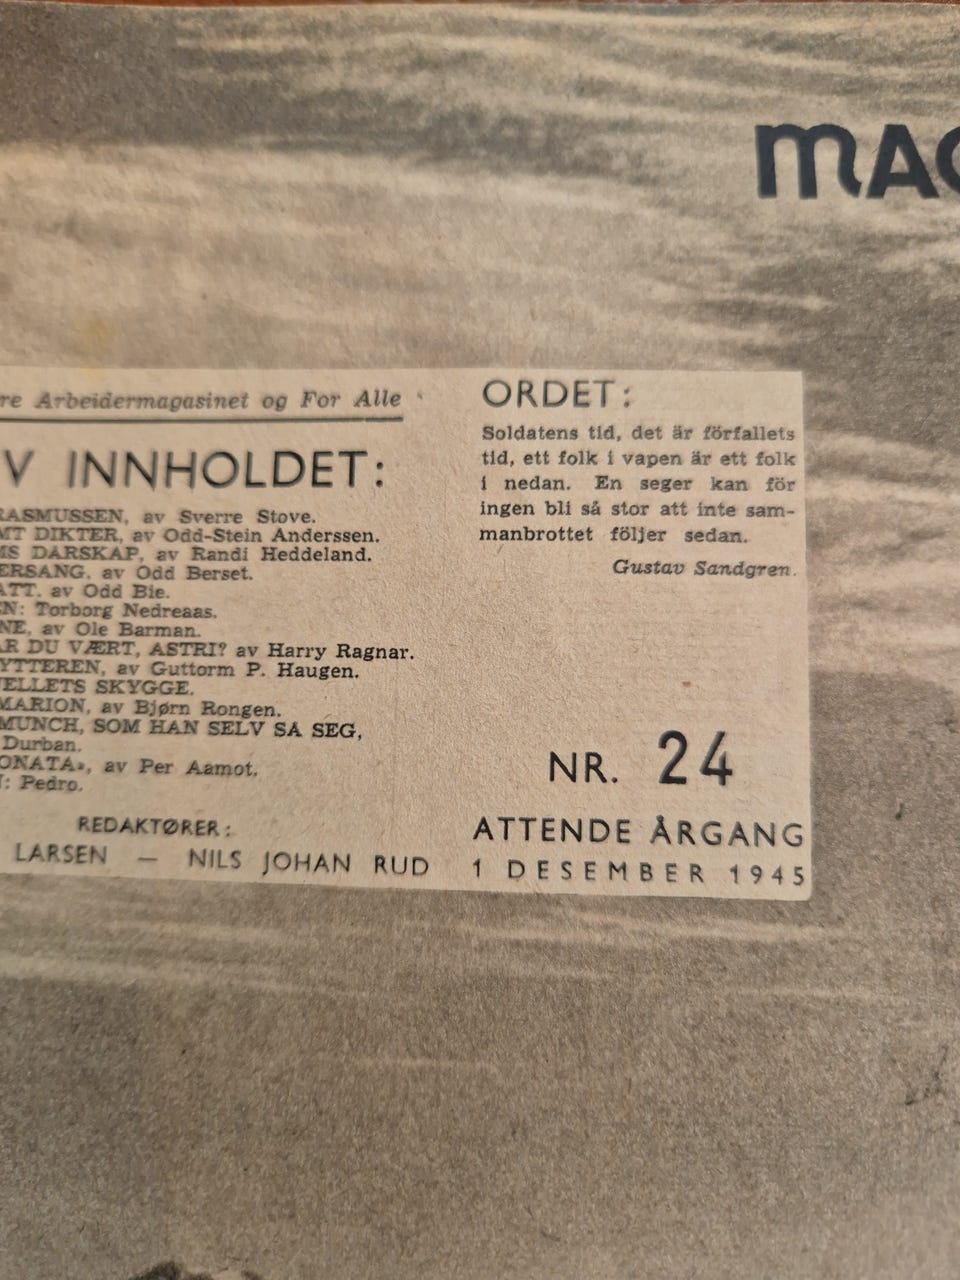 MAG
re Arbeidermagasinet og For Alle
V INNHOLDET:
RASMUSSEN, av Sverre Stove.
MT DIKTER, av Odd-Stein Anderssen.
MS DARSKAP, av Randi Heddeland.
ERSANG, av Odd Berset.
ATT. av Odd Bie.
EN: Torborg Nedreaas.
NE, av Ole Barman.
AR DU VÆRT, ASTRI? av Harry Ragnar.
YTTEREN, av Guttorm P. Haugen.
JELLETS SKYGGE.
MARION, av Bjørn Rongen.
MUNCH, SOM HAN SELV SA SEG,
Durban.
ONATA», av Per Aamot.
: Pedro.
REDAKTØRER:
LARSEN — NILS JOHAN RUD
ORDET:
Soldatens tid, det är förfallets
tid, ett folk i vapen är ett folk
i nedan. En seger kan för
ingen bli så stor att inte sam-
manbrottet följer sedan.
Gustav Sandgren.
NR. 24
ATTENDE ÅRGANG
1 DESEMBER 1945